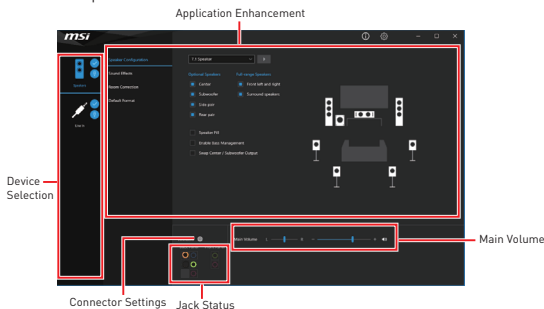 Application Enhancement
msi
Speaker Configuration
Sound Effects
Room Correction
Default Format
Speakers
Line In
7.1 Speaker
Optional Speakers
Full-range Speakers
Center
Front left and right
Subwoofer
Surround speakers
Side pair
Rear pair
Speaker Fill
Enable Bass Management
Swap Center / Subwoofer Output
Device
Selection
Main Volume L R - +
Main Volume
Connector Settings
Jack Status